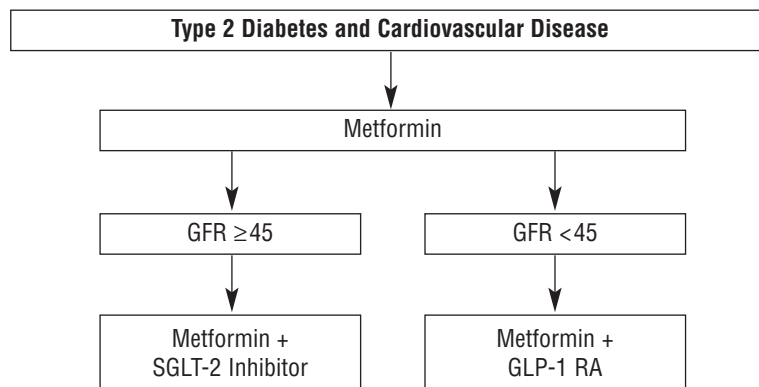 Type 2 Diabetes and Cardiovascular Disease
Metformin
GFR ≥45
GFR <45
Metformin +
SGLT-2 Inhibitor
Metformin +
GLP-1 RA